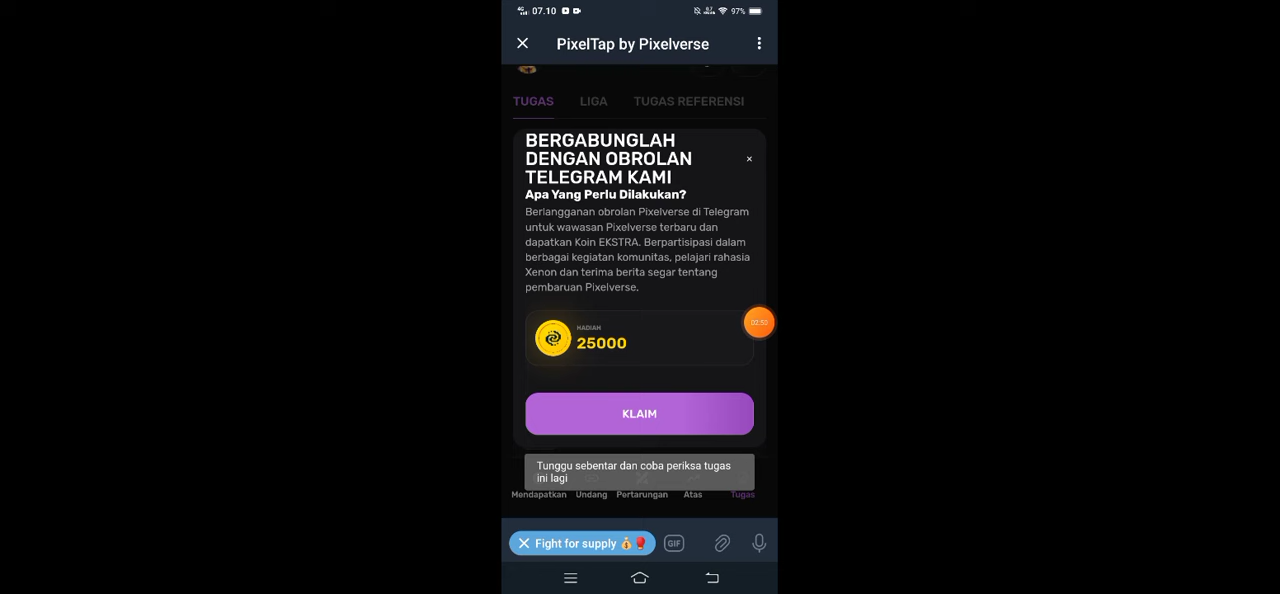 07.10
97%
PixelTap by Pixelverse
TUGAS LIGA TUGAS REFERENSI
BERGABUNGLAH
DENGAN OBROLAN
TELEGRAM KAMI
Apa Yang Perlu Dilakukan?
Berlangganan obrolan Pixelverse di Telegram
untuk wawasan Pixelverse terbaru dan
dapatkan Koin EKSTRA. Berpartisipasi dalam
berbagai kegiatan komunitas, pelajari rahasia
Xenon dan terima berita segar tentang
pembaruan Pixelverse.
02:53
HADIAH
25000
KLAIM
Tunggu sebentar dan coba periksa tugas
ini lagi
Mendapatkan Undang Pertarungan Atas Tugas
Fight for supply 💰🥊
GIF